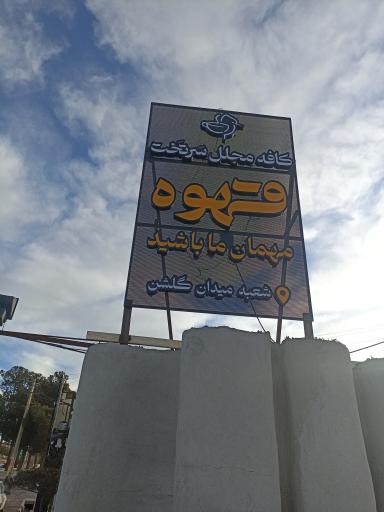 کافه مجلل سرتخت
قهوه
مهمان ما باشید
شعبه میدان گلشن